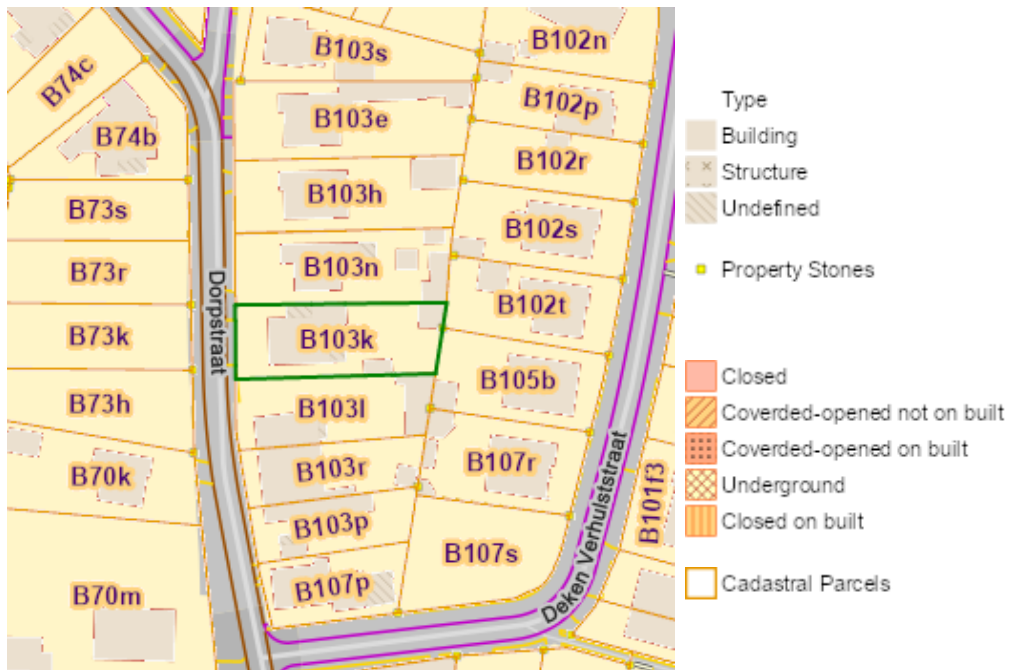 B74c
B103s
B102n
B102p
B103e
B74b
B102r
B103h
B73s
B102s
B73r
B103n
B102t
Dorpstraat
B73k
B103k
B105b
B73h
B103l
B107r
B103r
B70k
B101f3
B103p
B107s
Deken Verhulststraat
B107p
B70m
Type
Building
Structure
Undefined
Property Stones
Closed
Coverded-opened not on built
Coverded-opened on built
Underground
Closed on built
Cadastral Parcels